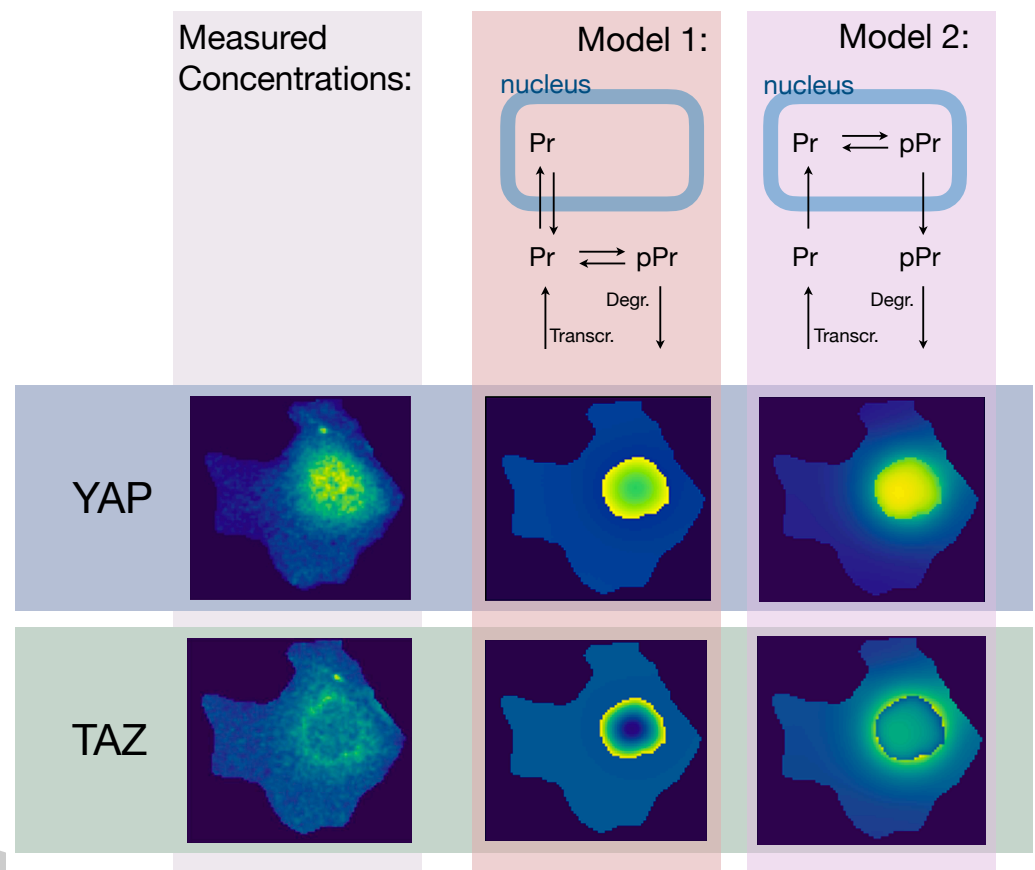 Measured
Concentrations:
Model 1:
nucleus
Pr
Pr
pPr
Degr.
Transcr.
Model 2:
nucleus
Pr
pPr
Pr
pPr
Degr.
Transcr.
YAP
TAZ